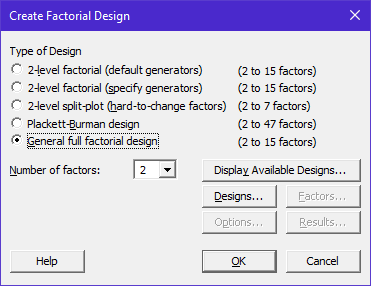 Create Factorial Design
Type of Design
2-level factorial (default generators) (2 to 15 factors)
2-level factorial (specify generators) (2 to 15 factors)
2-level split-plot (hard-to-change factors) (2 to 7 factors)
Plackett-Burman design (2 to 47 factors)
General full factorial design (2 to 15 factors)
Number of factors: 2 Display Available Designs...
Designs... Factors...
Options... Results...
Help OK Cancel